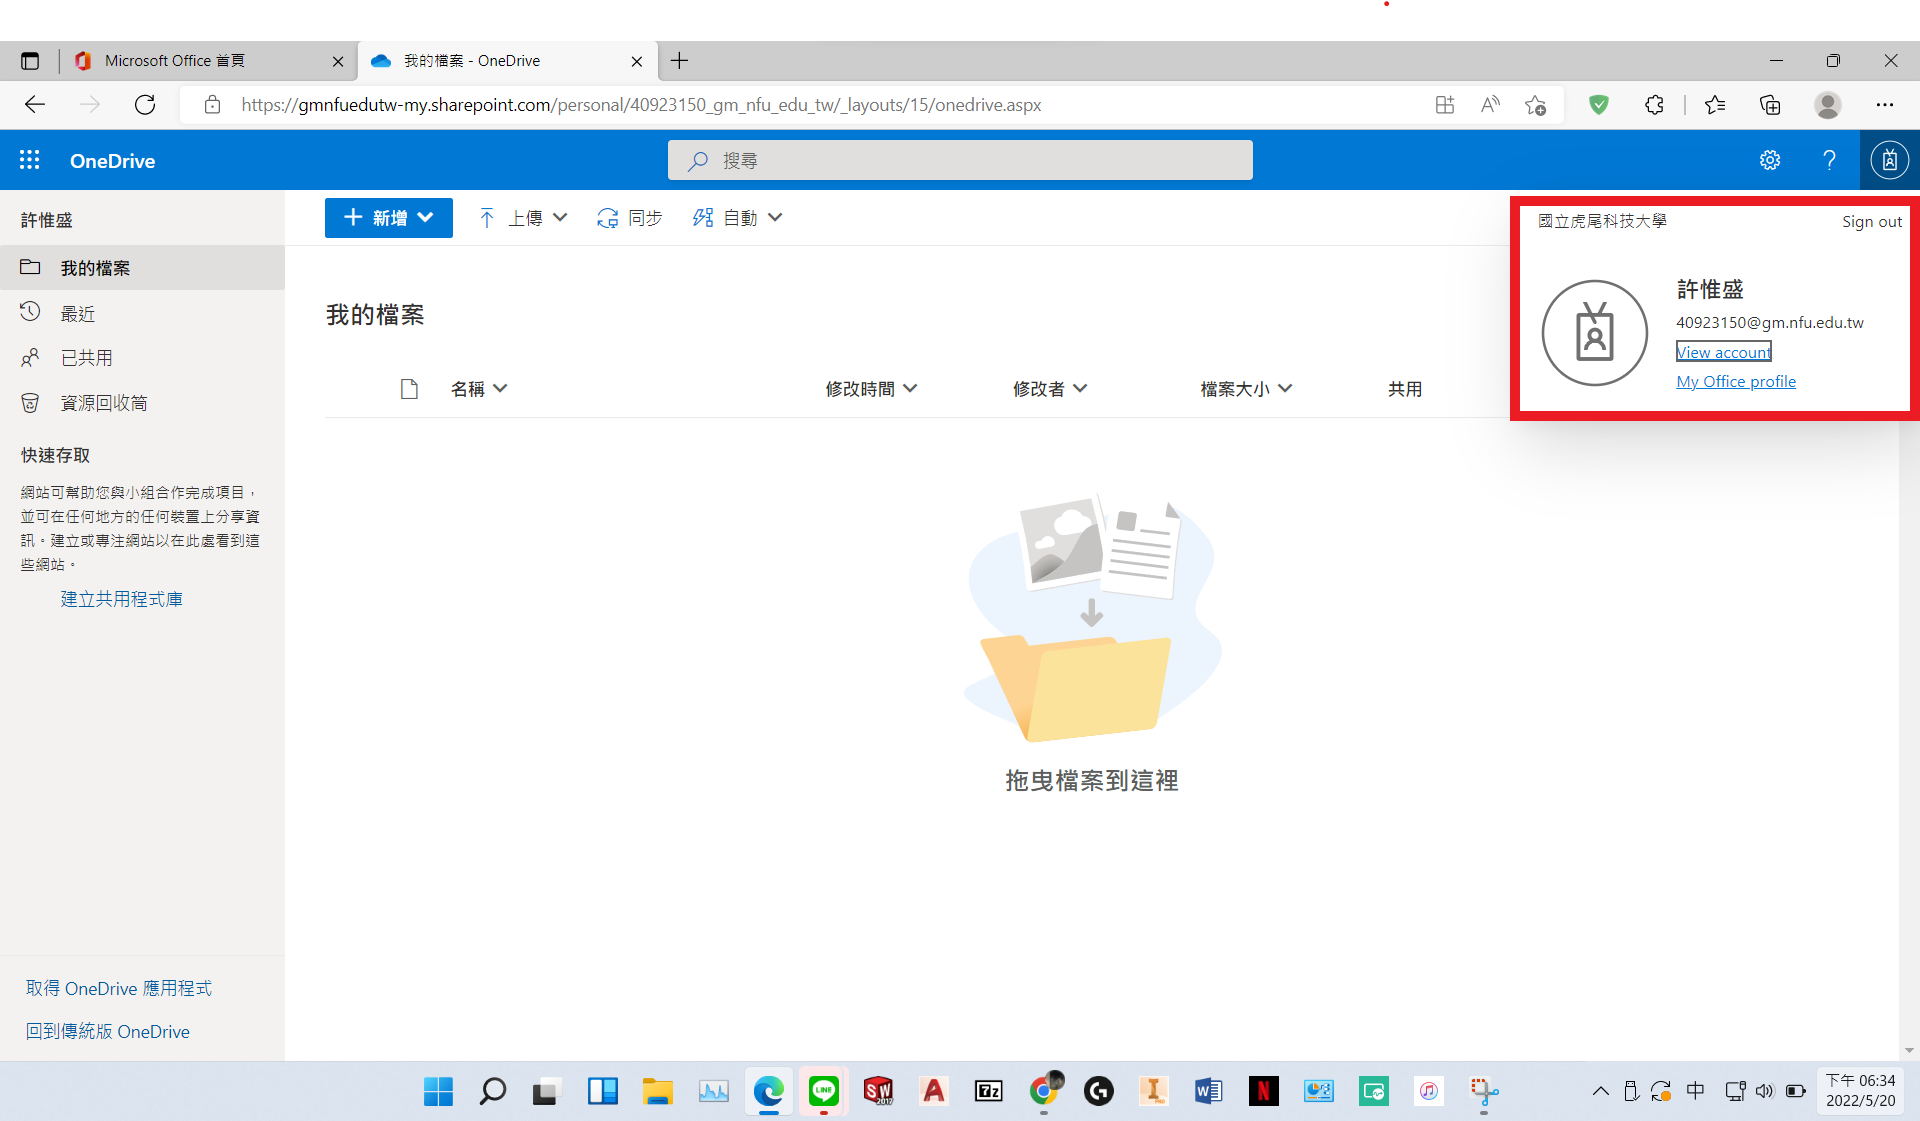 Microsoft Office 首頁
我的檔案 - OneDrive
https://gmnfuedutw-my.sharepoint.com/personal/40923150_gm_nfu_edu_tw/_layouts/15/onedrive.aspx
OneDrive
搜尋
許惟盛
我的檔案
最近
已共用
資源回收筒
快速存取
網站可幫助您與小組合作完成項目，
並可在任何地方的任何裝置上分享資
訊。建立或專注網站以在此處看到這
些網站。
建立共用程式庫
取得 OneDrive 應用程式
回到傳統版 OneDrive
新增
上傳
同步
自動
我的檔案
名稱
修改時間
修改者
檔案大小
共用
拖曳檔案到這裡
國立虎尾科技大學
Sign out
許惟盛
40923150@gm.nfu.edu.tw
View account
My Office profile
LINE
SW
2017
7z
中
下午 06:34
2022/5/20